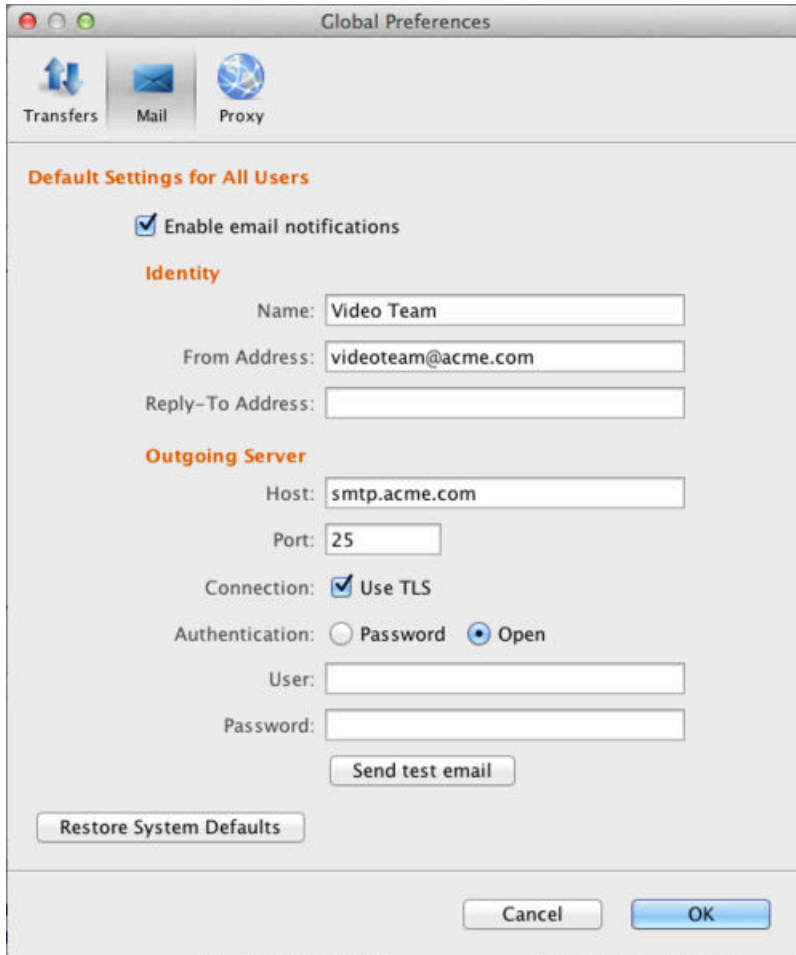 Global Preferences
Transfers Mail Proxy
Default Settings for All Users
Enable email notifications
Identity
Name: Video Team
From Address: videoteam@acme.com
Reply-To Address:
Outgoing Server
Host: smtp.acme.com
Port: 25
Connection: Use TLS
Authentication: Password Open
User:
Password:
Send test email
Restore System Defaults
Cancel OK